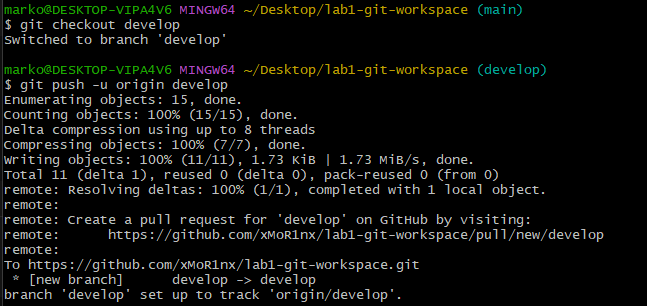 marko@DESKTOP-VIPA4V6 MINGW64 ~/Desktop/lab1-git-workspace (main)
$ git checkout develop
Switched to branch 'develop'
marko@DESKTOP-VIPA4V6 MINGW64 ~/Desktop/lab1-git-workspace (develop)
$ git push -u origin develop
Enumerating objects: 15, done.
Counting objects: 100% (15/15), done.
Delta compression using up to 8 threads
Compressing objects: 100% (7/7), done.
Writing objects: 100% (11/11), 1.73 KiB | 1.73 MiB/s, done.
Total 11 (delta 1), reused 0 (delta 0), pack-reused 0 (from 0)
remote: Resolving deltas: 100% (1/1), completed with 1 local object.
remote:
remote: Create a pull request for 'develop' on GitHub by visiting:
remote:      https://github.com/xMoR1nx/lab1-git-workspace/pull/new/develop
remote:
To https://github.com/xMoR1nx/lab1-git-workspace.git
 * [new branch]      develop -> develop
branch 'develop' set up to track 'origin/develop'.